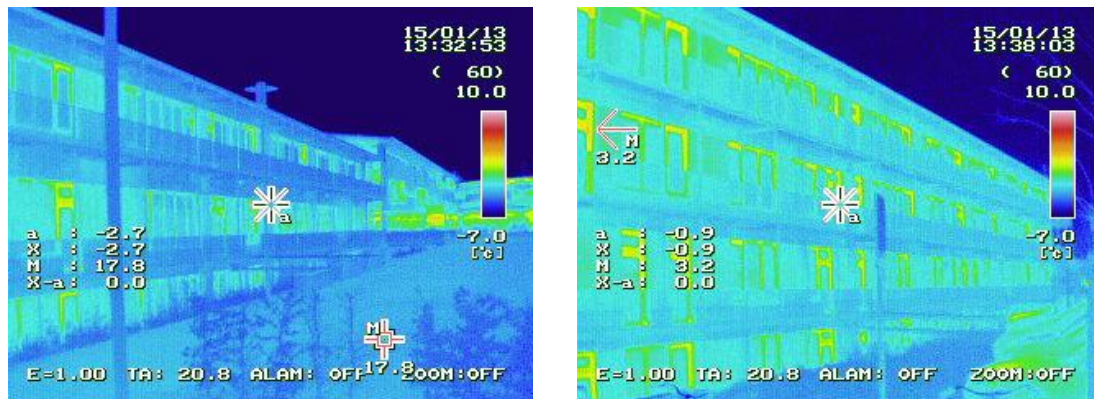 15/01/13
13:32:53
( 60)
10.0
a
-7.0
[℃]
a : -2.7
X : -2.7
M : 17.8
X-a: 0.0
M
17.8
E=1.00 TA: 20.8 ALAM: OFF ZOOM:OFF
15/01/13
13:38:03
( 60)
10.0
M
3.2
a
-7.0
[℃]
a : -0.9
X : -0.9
M : 3.2
X-a: 0.0
E=1.00 TA: 20.8 ALAM: OFF ZOOM:OFF